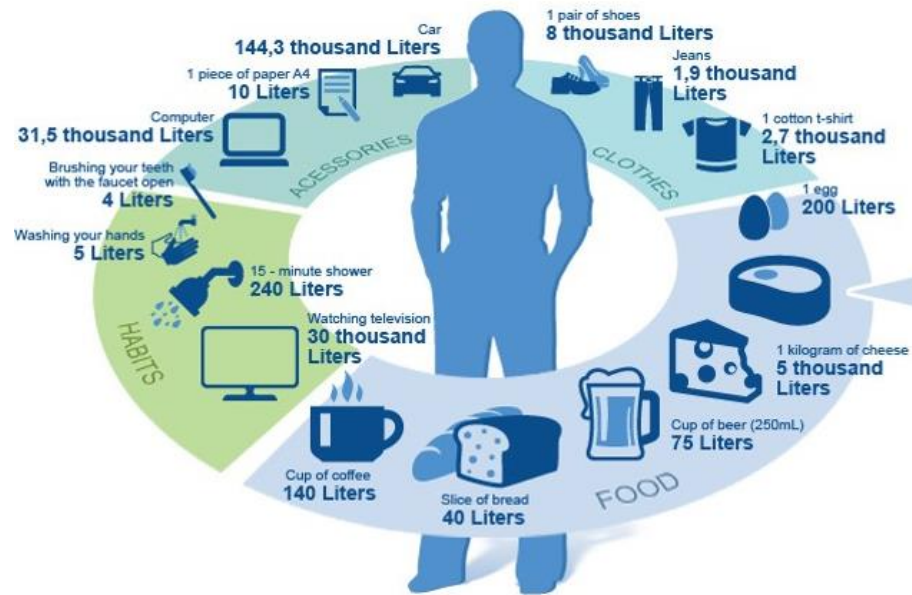 Car
144,3 thousand Liters
1 piece of paper A4
10 Liters
Computer
31,5 thousand Liters
ACESSORIES
1 pair of shoes
8 thousand Liters
Jeans
1,9 thousand
Liters
1 cotton t-shirt
2,7 thousand
Liters
CLOTHES
Brushing your teeth
with the faucet open
4 Liters
Washing your hands
5 Liters
15 - minute shower
240 Liters
Watching television
30 thousand
Liters
HABITS
1 egg
200 Liters
1 kilogram of cheese
5 thousand
Liters
Cup of beer (250mL)
75 Liters
Slice of bread
40 Liters
Cup of coffee
140 Liters
FOOD